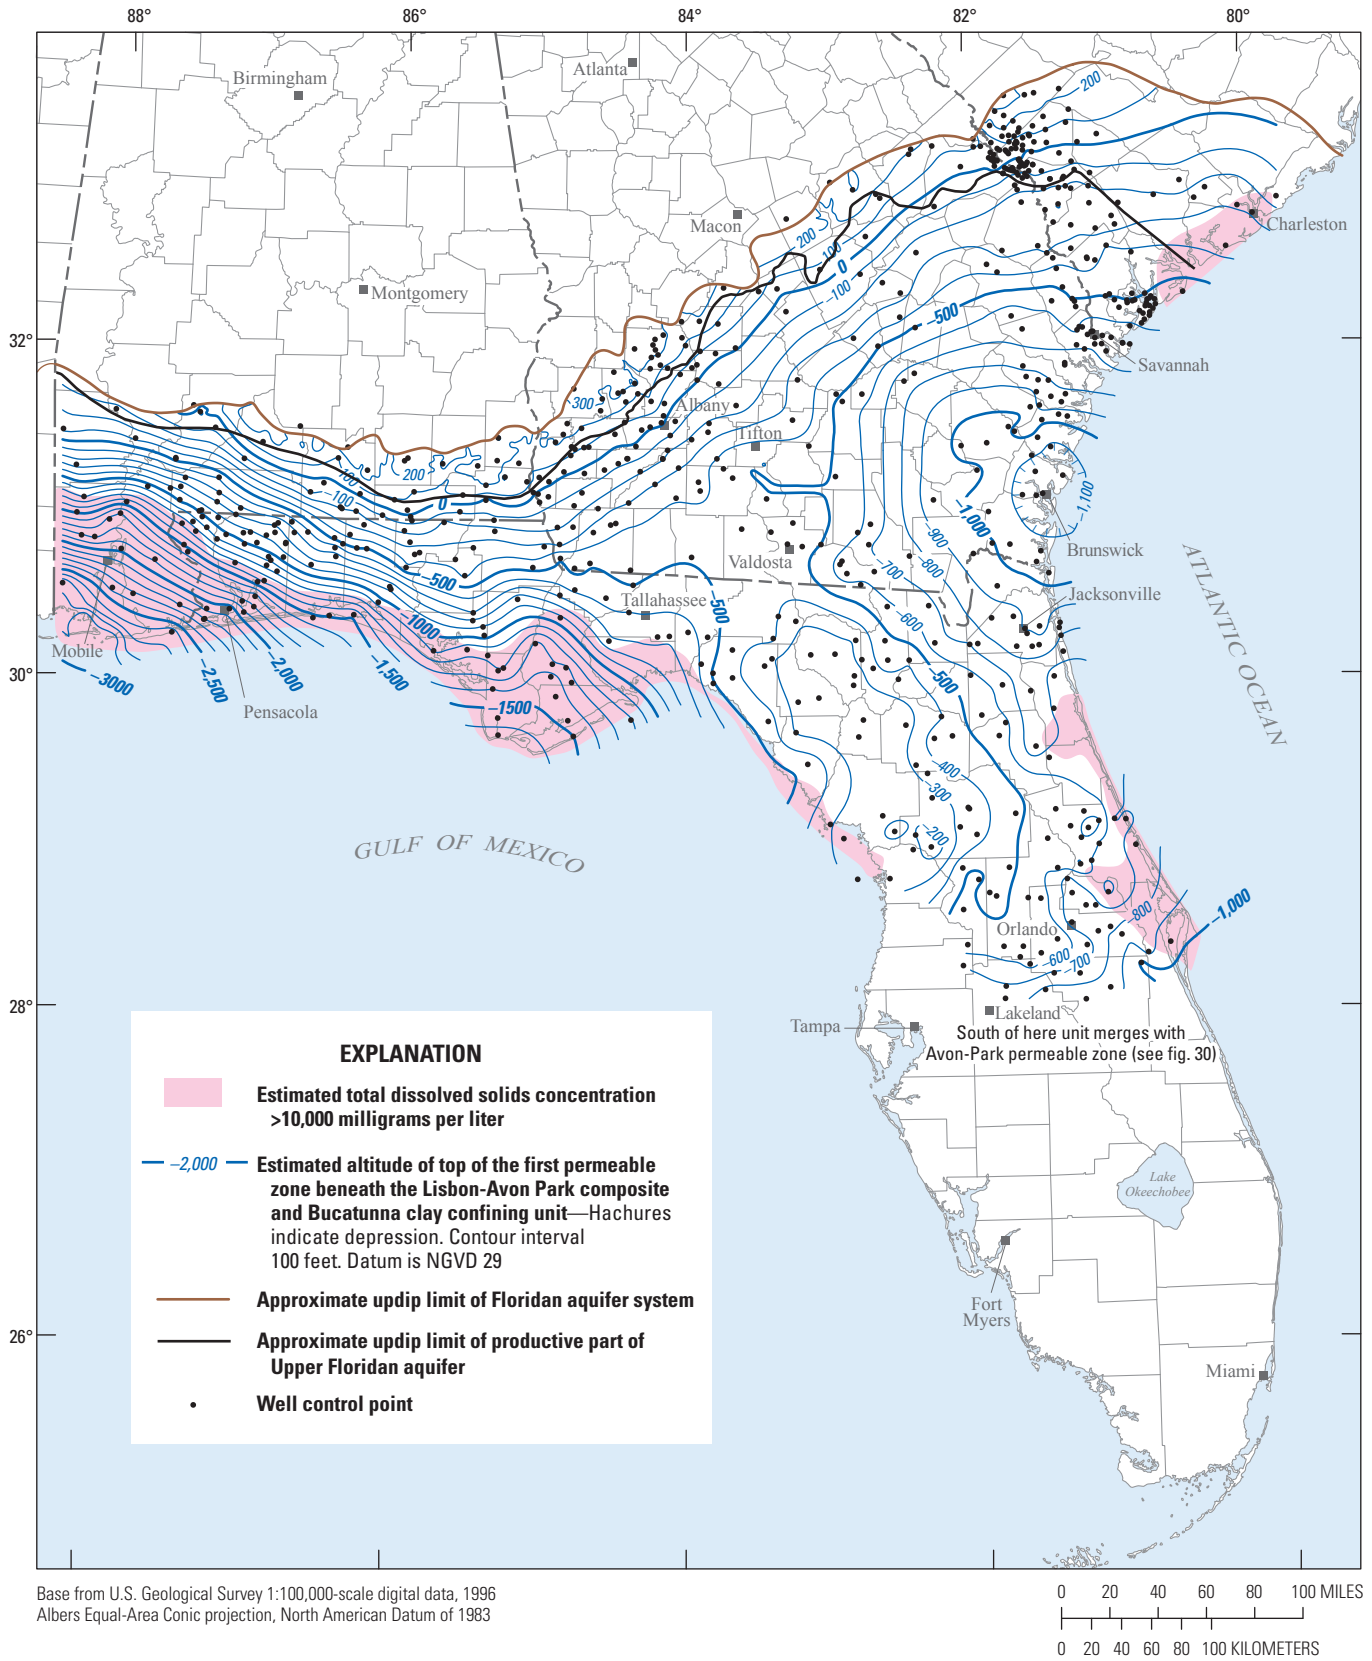 88° 86° 84° 82° 80°
Birmingham
Atlanta
200
Macon
200
100
0
–100
Charleston
Montgomery
–500
32°
Savannah
300
Albany
Tifton
100
200
–100
0
–1,100
–1,000
–900
Brunswick
Valdosta
–800
–700
–500
Jacksonville
Tallahassee
–500
600
1000
Mobile
30°
–3000
–2,500
–2,000
–1,500
–500
Pensacola
–1500
ATLANTIC OCEAN
–400
–300
–200
GULF OF MEXICO
–1,000
–800
Orlando
–600
–700
28°
Lakeland
Tampa
South of here unit merges with
Avon-Park permeable zone (see fig. 30)
EXPLANATION
Estimated total dissolved solids concentration
>10,000 milligrams per liter
–2,000
Estimated altitude of top of the first permeable
zone beneath the Lisbon-Avon Park composite
and Bucatunna clay confining unit—Hachures
indicate depression. Contour interval
100 feet. Datum is NGVD 29
Approximate updip limit of Floridan aquifer system
Approximate updip limit of productive part of
Upper Floridan aquifer
Well control point
Lake
Okeechobee
Fort
Myers
26°
Miami
Base from U.S. Geological Survey 1:100,000-scale digital data, 1996
Albers Equal-Area Conic projection, North American Datum of 1983
0 20 40 60 80 100 MILES
0 20 40 60 80 100 KILOMETERS